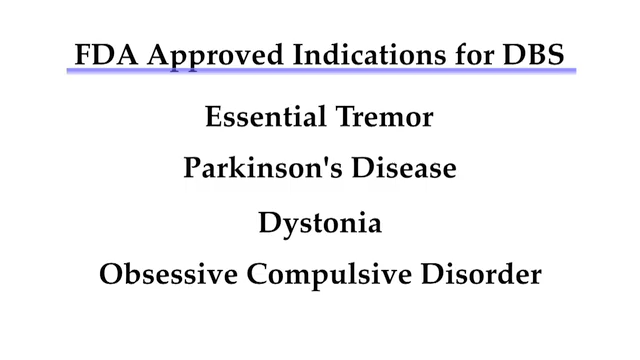 FDA Approved Indications for DBS
Essential Tremor
Parkinson's Disease
Dystonia
Obsessive Compulsive Disorder